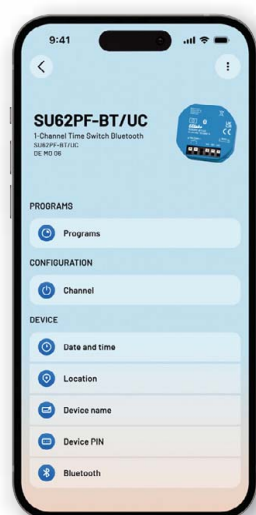 9:41
SU62PF-BT/UC
1-Channel Time Switch Bluetooth
SU62PF-BT/UC
DE MO 06
PROGRAMS
Programs
CONFIGURATION
Channel
DEVICE
Date and time
Location
Device name
Device PIN
Bluetooth